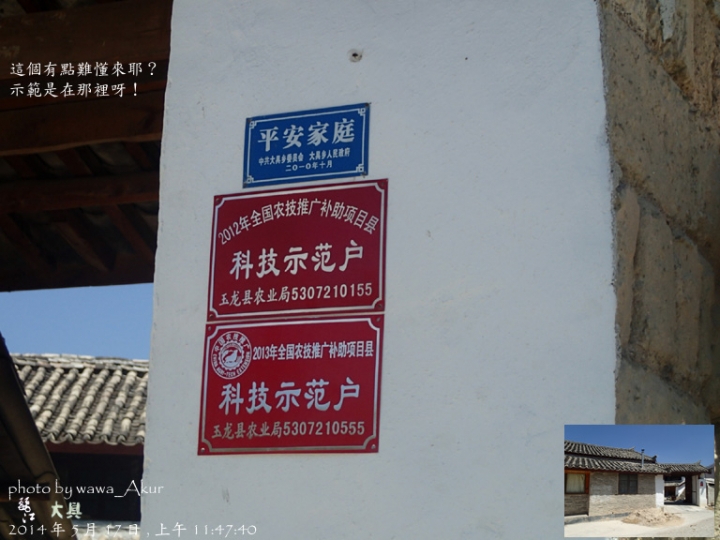 這個有點難懂來耶？
示範是在那裡呀！
平安家庭
中共大具乡委员会 大具乡人民政府
二〇一〇年十月
2012年全国农技推广补助项目县
科技示范户
玉龙县农业局5307210155
2013年全国农技推广补助项目县
科技示范户
玉龙县农业局5307210555
photo by wawa_Akur
麗江 大具
2014年5月17日,上午 11:47:40